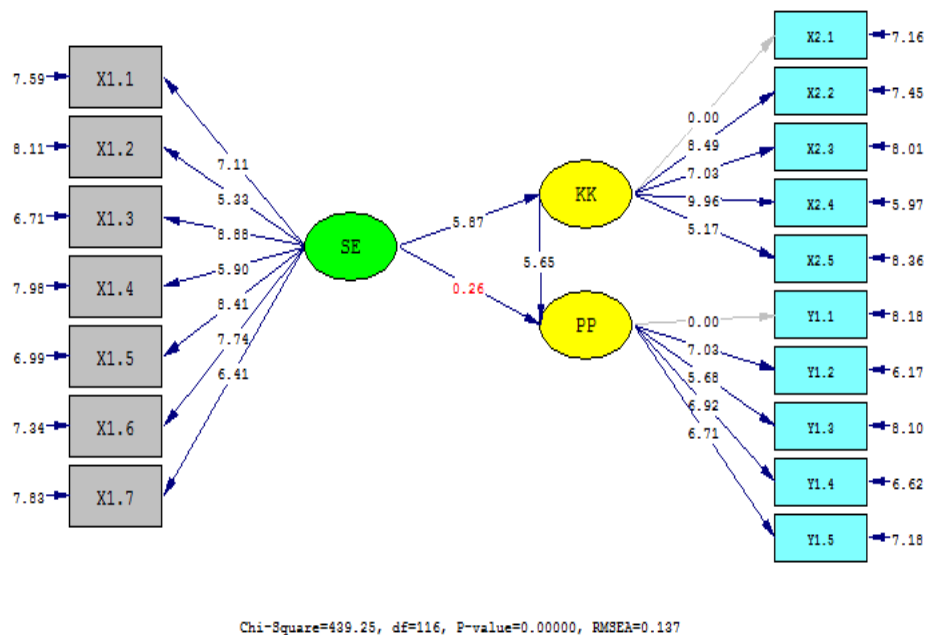 7.59 X1.1
8.11 X1.2
6.71 X1.3
7.98 X1.4
6.99 X1.5
7.34 X1.6
7.83 X1.7
7.11
5.33
8.88
5.90
8.41
7.74
6.41
SE
5.87
0.26
KK
5.65
PP
0.00
8.49
7.03
9.96
5.17
0.00
7.03
5.68
6.92
6.71
X2.1 7.16
X2.2 7.45
X2.3 8.01
X2.4 5.97
X2.5 8.36
Y1.1 8.18
Y1.2 6.17
Y1.3 8.10
Y1.4 6.62
Y1.5 7.18
Chi-Square=439.25, df=116, P-value=0.00000, RMSEA=0.137